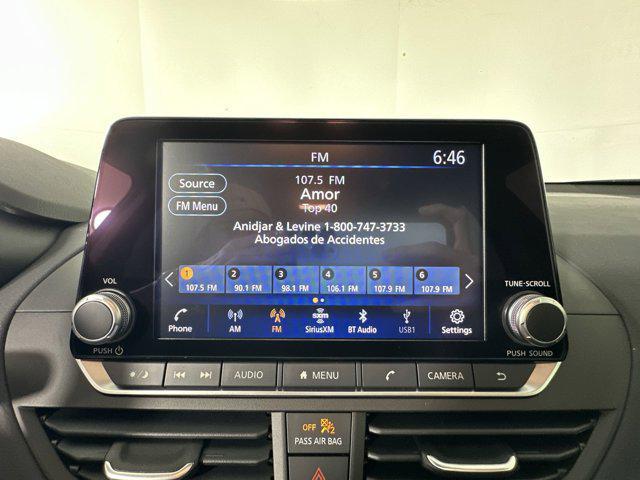 FM 6:46
Source
107.5 FM
Amor
FM Menu
Top 40
Anidjar & Levine 1-800-747-3733
Abogados de Accidentes
1 2 3 4 5 6
107.5 FM 90.1 FM 98.1 FM 106.1 FM 107.9 FM 107.9 FM
Phone AM FM SiriusXM BT Audio USB1 Settings
VOL
TUNE-SCROLL
PUSH
PUSH SOUND
AUDIO MENU CAMERA
OFF 2
PASS AIR BAG